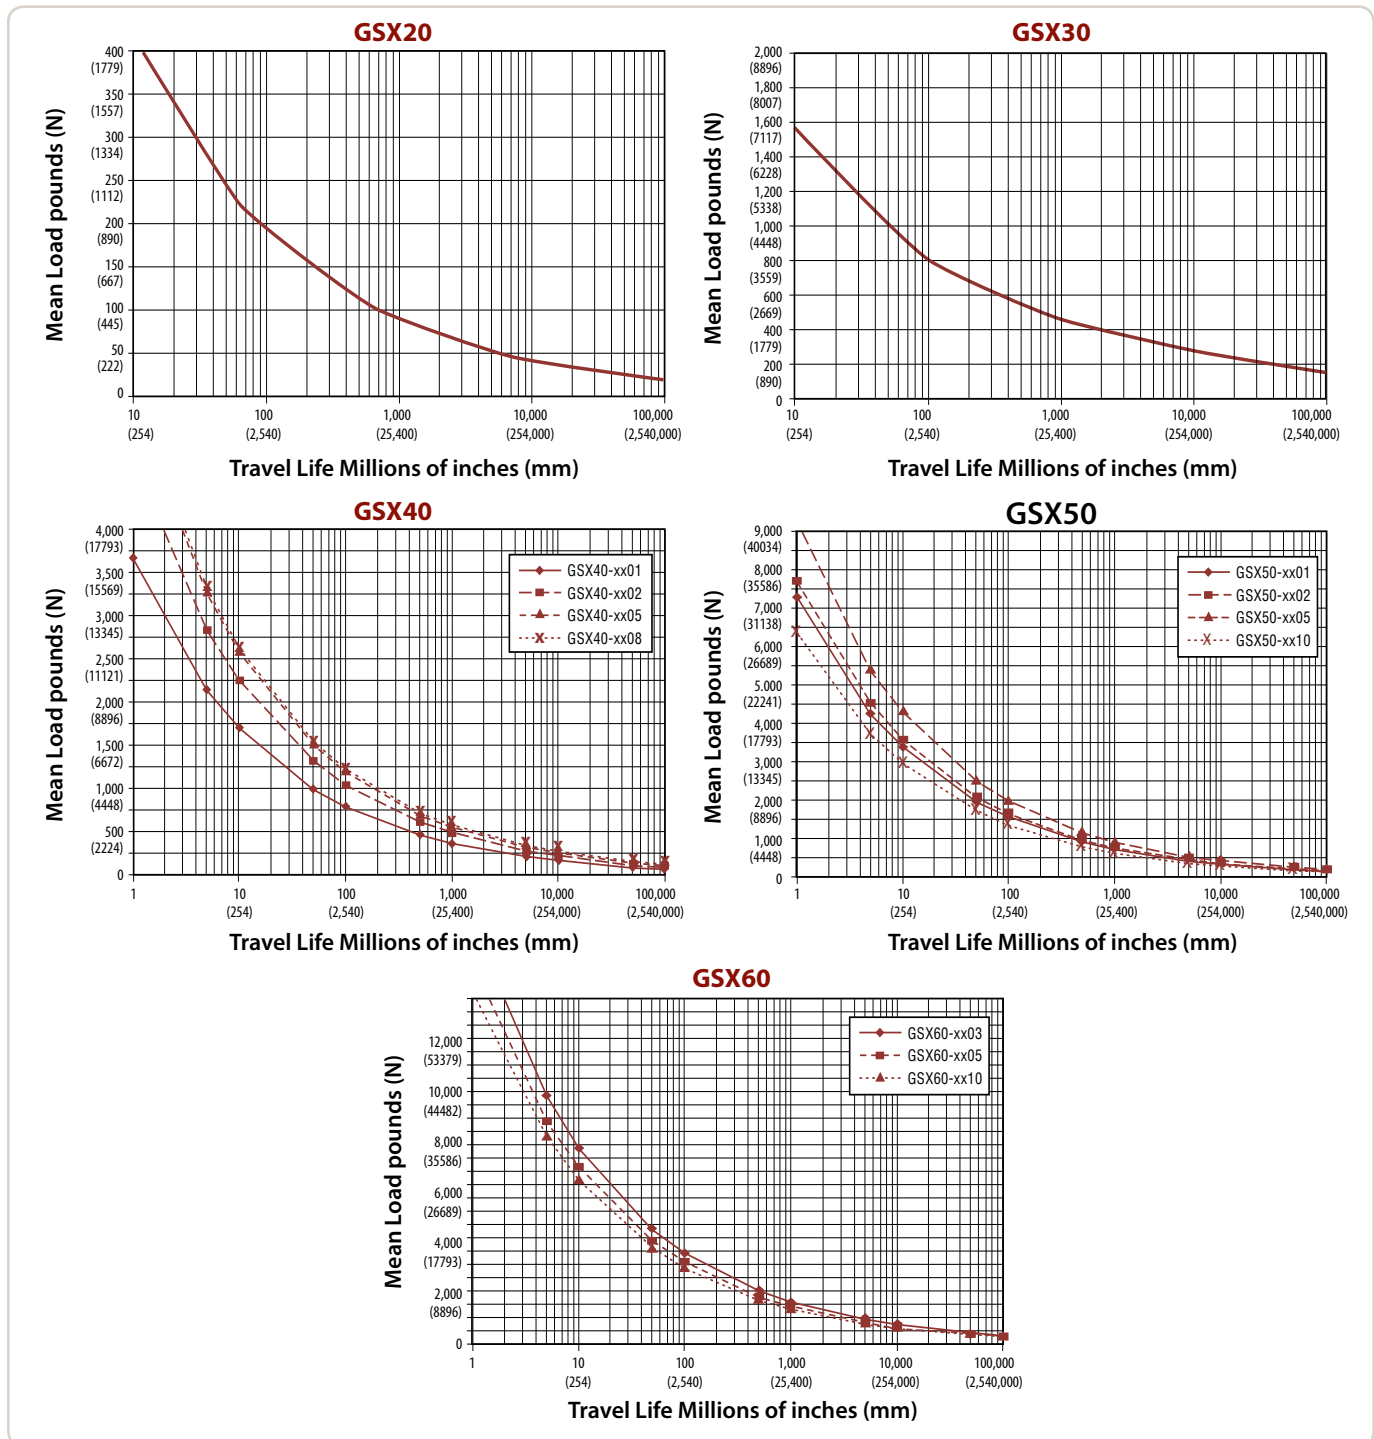 GSX20
Mean Load pounds (N)
400
(1779)
350
(1557)
300
(1334)
250
(1112)
200
(890)
150
(667)
100
(445)
50
(222)
0
10 100 1,000 10,000 100,000
(254) (2,540) (25,400) (254,000) (2,540,000)
Travel Life Millions of inches (mm)
GSX30
Mean Load pounds (N)
2,000
(8896)
1,800
(8007)
1,600
(7117)
1,400
(6228)
1,200
(5338)
1,000
(4448)
800
(3559)
600
(2669)
400
(1779)
200
(890)
0
10 100 1,000 10,000 100,000
(254) (2,540) (25,400) (254,000) (2,540,000)
Travel Life Millions of inches (mm)
GSX40
Mean Load pounds (N)
4,000
(17793)
3,500
(15569)
3,000
(13345)
2,500
(11121)
2,000
(8896)
1,500
(6672)
1,000
(4448)
500
(2224)
0
GSX40-xx01
GSX40-xx02
GSX40-xx05
GSX40-xx08
1 10 100 1,000 10,000 100,000
(254) (2,540) (25,400) (254,000) (2,540,000)
Travel Life Millions of inches (mm)
GSX50
Mean Load pounds (N)
9,000
(40034)
8,000
(35586)
7,000
(31138)
6,000
(26689)
5,000
(22241)
4,000
(17793)
3,000
(13345)
2,000
(8896)
1,000
(4448)
0
GSX50-xx01
GSX50-xx02
GSX50-xx05
GSX50-xx10
1 10 100 1,000 10,000 100,000
(254) (2,540) (25,400) (254,000) (2,540,000)
Travel Life Millions of inches (mm)
GSX60
Mean Load pounds (N)
12,000
(53379)
10,000
(44482)
8,000
(35586)
6,000
(26689)
4,000
(17793)
2,000
(8896)
0
GSX60-xx03
GSX60-xx05
GSX60-xx10
1 10 100 1,000 10,000 100,000
(254) (2,540) (25,400) (254,000) (2,540,000)
Travel Life Millions of inches (mm)